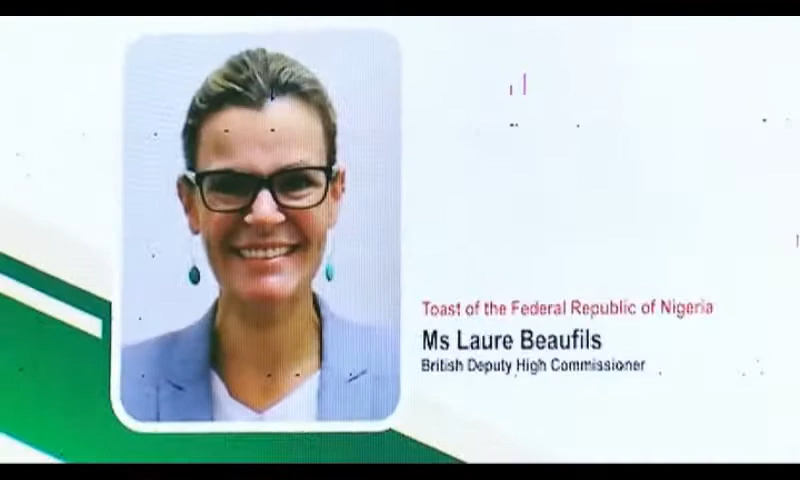 Toast of the Federal Republic of Nigeria
Ms Laure Beaufils
British Deputy High Commissioner